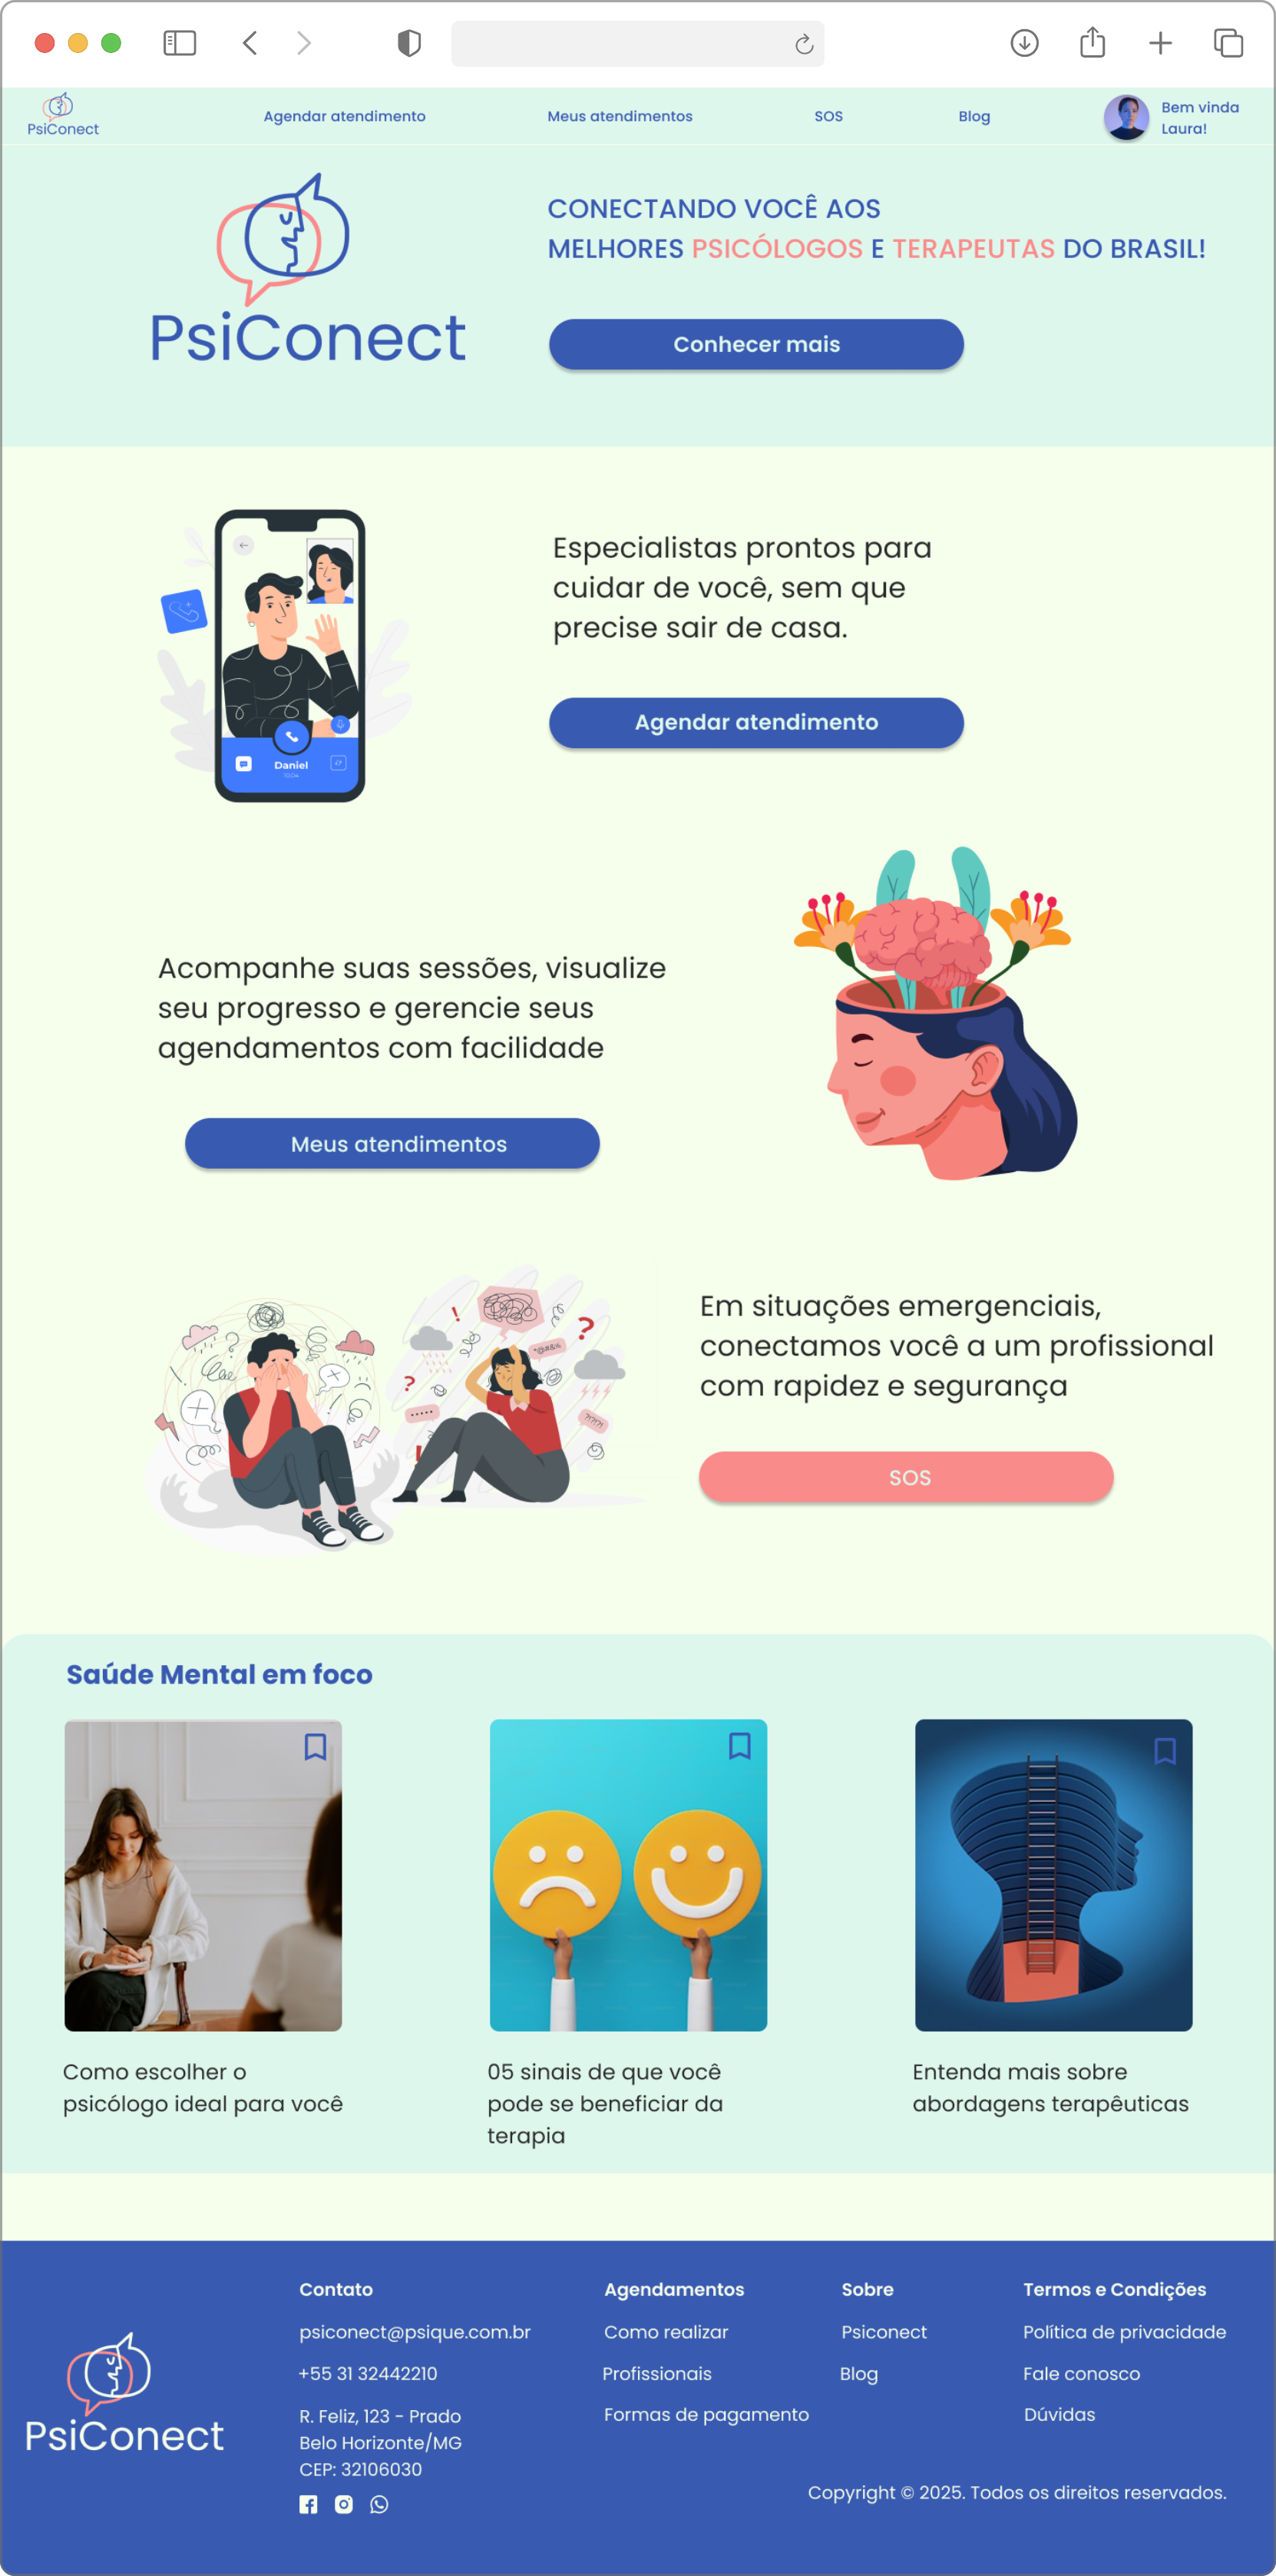 PsiConect
Agendar atendimento
Meus atendimentos
SOS
Blog
Bem vinda
Laura!
PsiConect
CONECTANDO VOCÊ AOS
MELHORES PSICÓLOGOS E TERAPEUTAS DO BRASIL!
Conhecer mais
Daniel
Especialistas prontos para
cuidar de você, sem que
precise sair de casa.
Agendar atendimento
Acompanhe suas sessões, visualize
seu progresso e gerencie seus
agendamentos com facilidade
Meus atendimentos
Em situações emergenciais,
conectamos você a um profissional
com rapidez e segurança
SOS
Saúde Mental em foco
Como escolher o
psicólogo ideal para você
05 sinais de que você
pode se beneficiar da
terapia
Entenda mais sobre
abordagens terapêuticas
PsiConect
Contato
psiconect@psique.com.br
+55 31 32442210
R. Feliz, 123 - Prado
Belo Horizonte/MG
CEP: 32106030
Agendamentos
Como realizar
Profissionais
Formas de pagamento
Sobre
Psiconect
Blog
Termos e Condições
Política de privacidade
Fale conosco
Dúvidas
Copyright © 2025. Todos os direitos reservados.